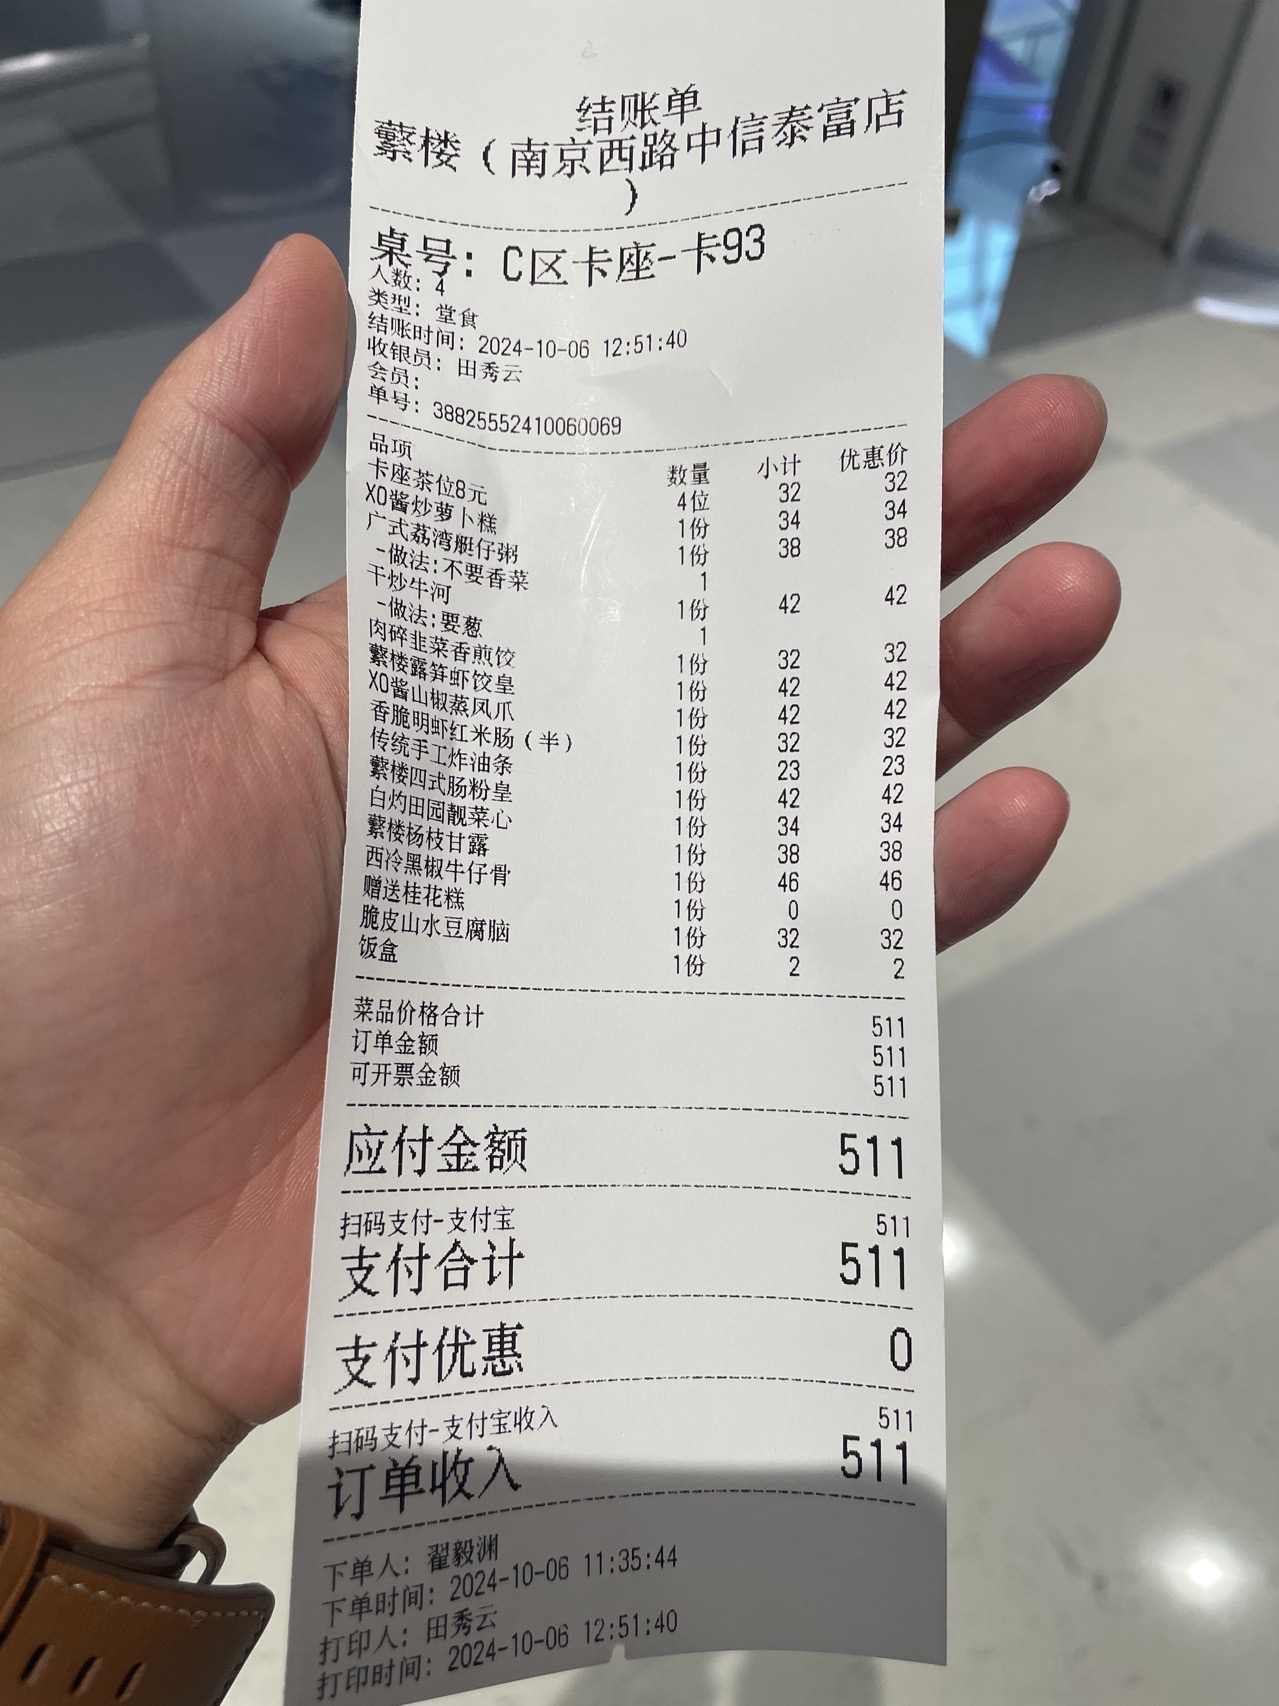 结账单
蘩楼（南京西路中信泰富店
）
桌号：C区卡座-卡93
人数：4
类型：堂食
结账时间：2024-10-06 12:51:40
收银员：田秀云
会员：
单号：38825552410060069
品项 数量 小计 优惠价
卡座茶位8元 4位 32 32
XO酱炒萝卜糕 1份 34 34
广式荔湾艇仔粥 1份 38 38
-做法:不要香菜 1
干炒牛河 1份 42 42
-做法:要葱 1
肉碎韭菜香煎饺 1份 32 32
蘩楼露笋虾饺皇 1份 42 42
XO酱山椒蒸凤爪 1份 42 42
香脆明虾红米肠（半） 1份 32 32
传统手工炸油条 1份 23 23
蘩楼四式肠粉皇 1份 42 42
白灼田园靓菜心 1份 34 34
蘩楼杨枝甘露 1份 38 38
西冷黑椒牛仔骨 1份 46 46
赠送桂花糕 1份 0 0
脆皮山水豆腐脑 1份 32 32
饭盒 1份 2 2
菜品价格合计 511
订单金额 511
可开票金额 511
应付金额 511
扫码支付-支付宝 511
支付合计 511
支付优惠 0
扫码支付-支付宝收入 511
订单收入 511
下单人：翟毅渊
下单时间：2024-10-06 11:35:44
打印人：田秀云
打印时间：2024-10-06 12:51:40